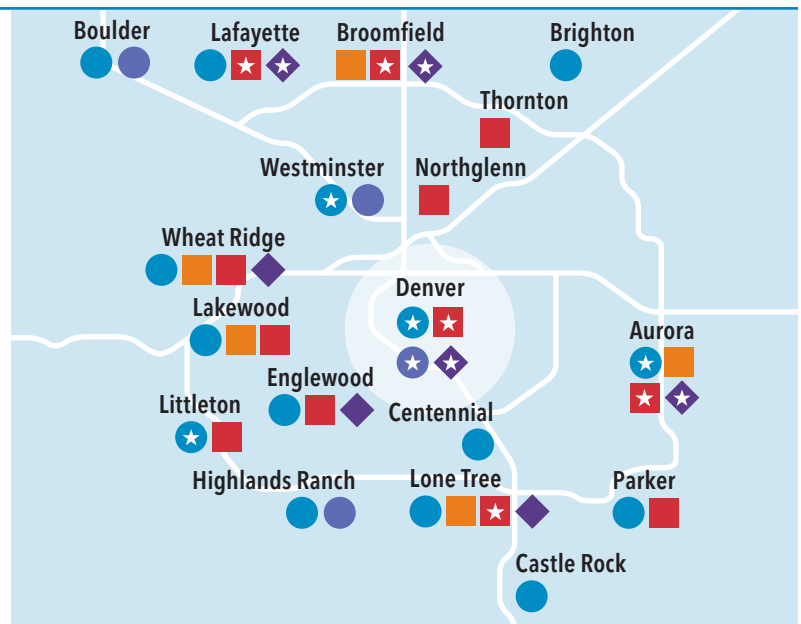 Boulder
Lafayette
Broomfield
Brighton
Thornton
Westminster
Northglenn
Wheat Ridge
Denver
Lakewood
Aurora
Englewood
Littleton
Centennial
Highlands Ranch
Lone Tree
Parker
Castle Rock